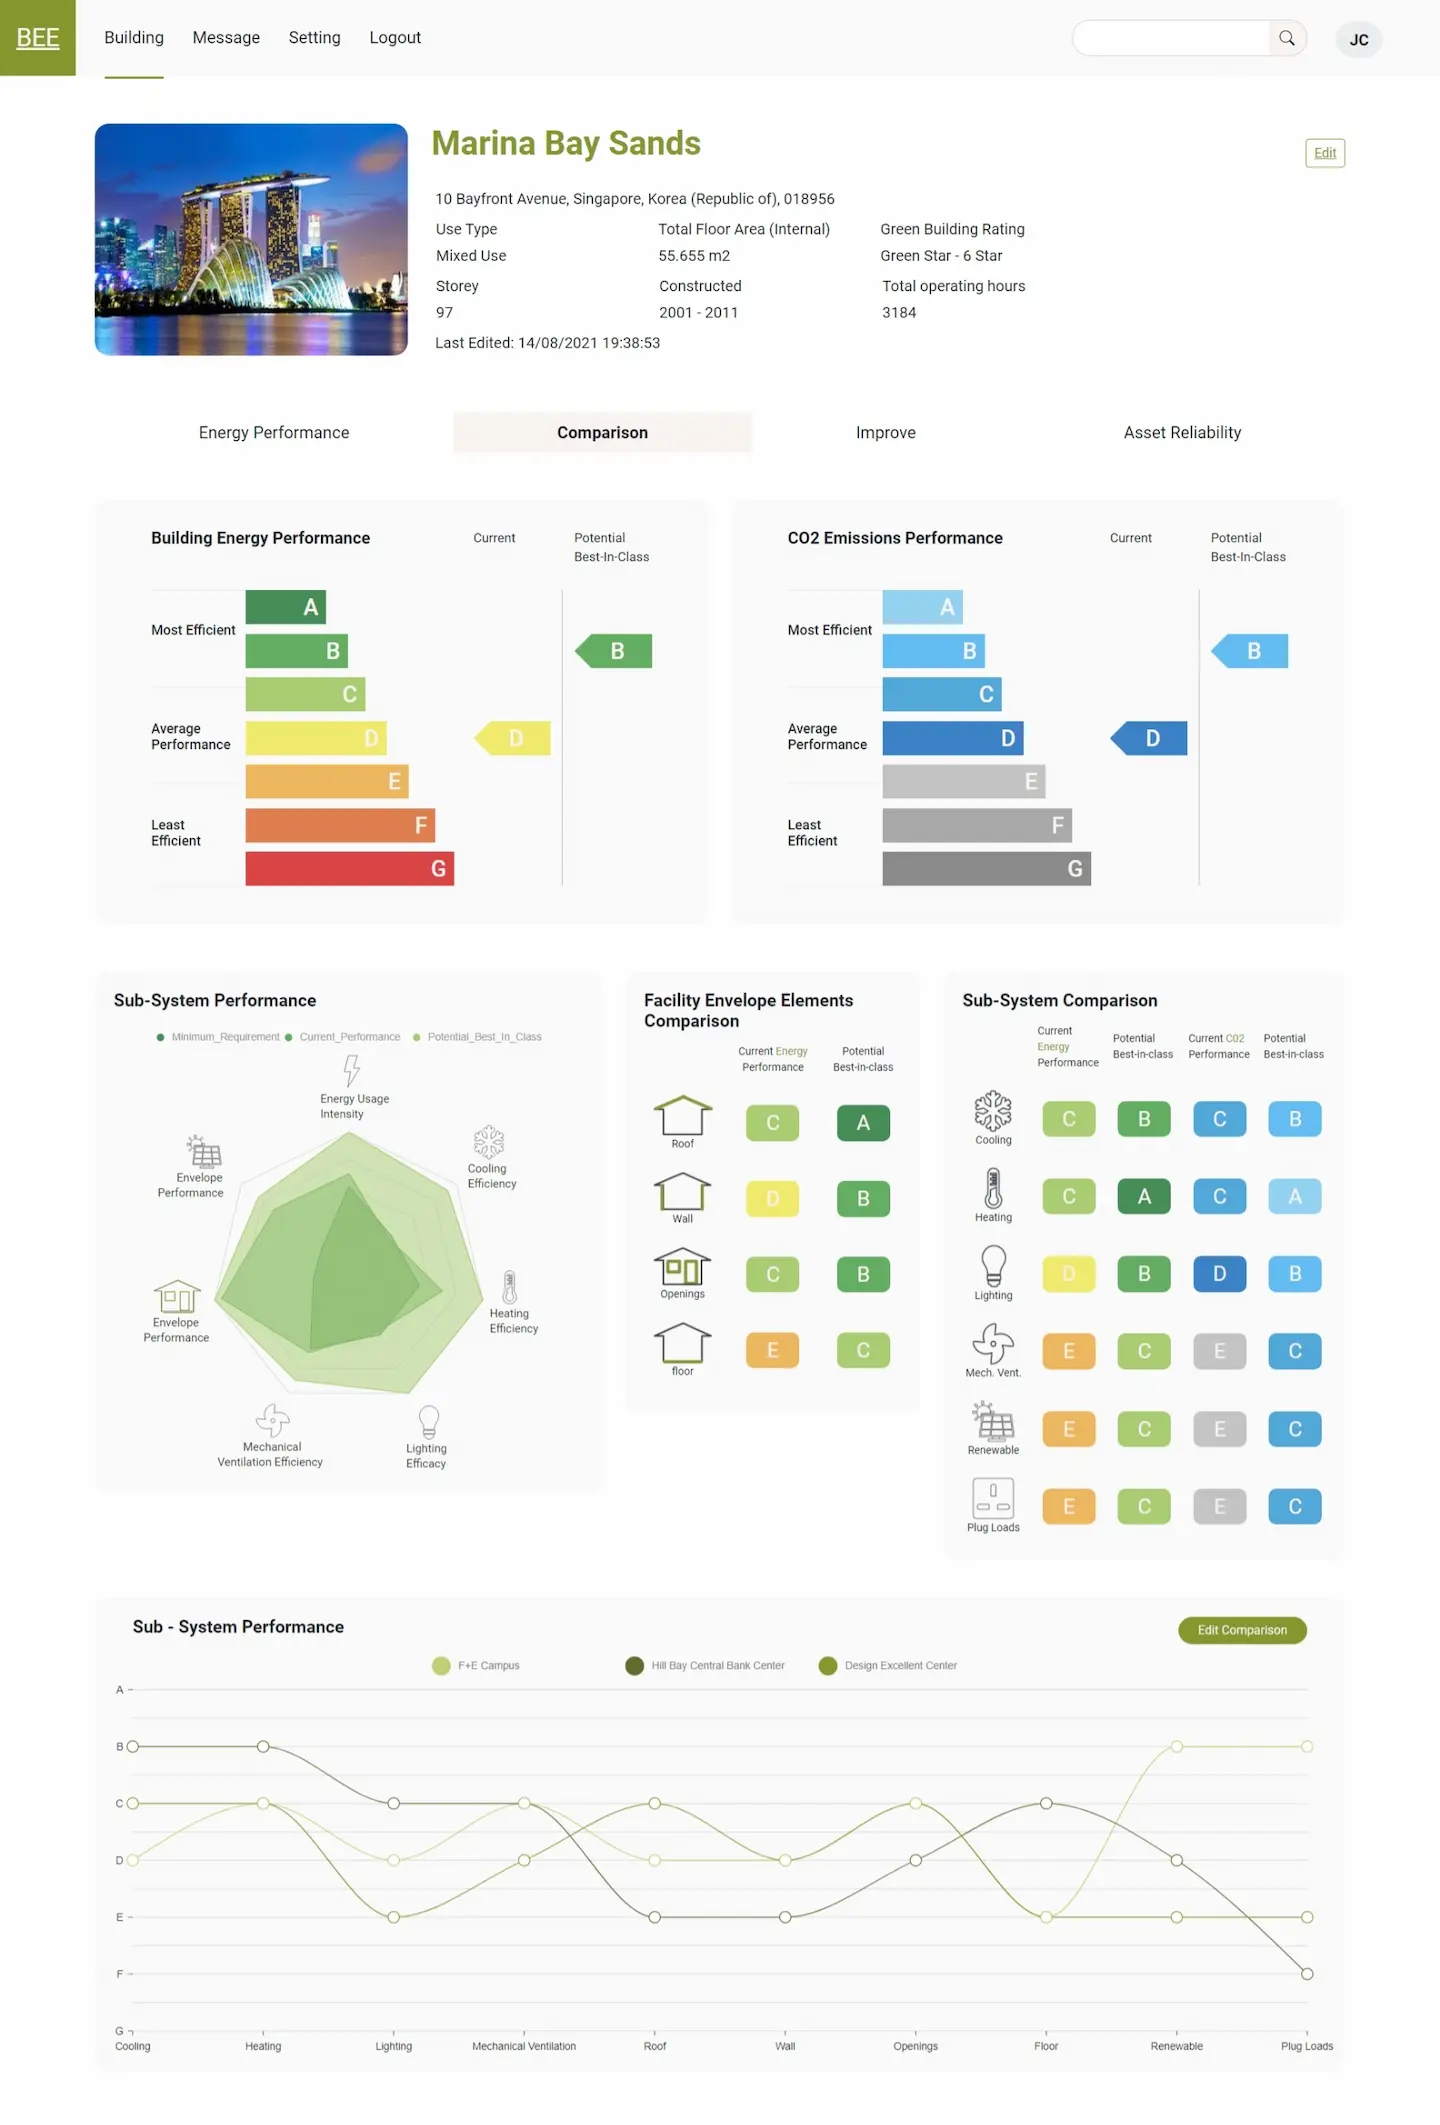 BEE
Building Message Setting Logout
JC
Marina Bay Sands
Edit
10 Bayfront Avenue, Singapore, Korea (Republic of), 018956
Use Type Total Floor Area (Internal) Green Building Rating
Mixed Use 55.655 m2 Green Star - 6 Star
Storey Constructed Total operating hours
97 2001 - 2011 3184
Last Edited: 14/08/2021 19:38:53
Energy Performance Comparison Improve Asset Reliability
Building Energy Performance Current Potential
Best-In-Class
A
Most Efficient
B B
C
Average
Performance
D D
E
Least
Efficient
F
G
CO2 Emissions Performance Current Potential
Best-In-Class
A
Most Efficient
B B
C
Average
Performance
D D
E
Least
Efficient
F
G
Sub-System Performance
Minimum_Requirement Current_Performance Potential_Best_In_Class
Energy Usage
Intensity
Cooling
Efficiency
Envelope
Performance
Heating
Efficiency
Envelope
Performance
Mechanical
Ventilation Efficiency
Lighting
Efficacy
Facility Envelope Elements
Comparison
Current Energy
Performance
Potential
Best-in-class
Roof C A
Wall D B
Openings C B
floor E C
Sub-System Comparison
Current
Energy
Performance
Potential
Best-in-class
Current CO2
Performance
Potential
Best-in-class
Cooling C B C B
Heating C A C A
Lighting D B D B
Mech. Vent. E C E C
Renewable E C E C
Plug Loads E C E C
Sub - System Performance
Edit Comparison
F+E Campus Hill Bay Central Bank Center Design Excellent Center
A
B
C
D
E
F
G
Cooling Heating Lighting Mechanical Ventilation Roof Wall Openings Floor Renewable Plug Loads